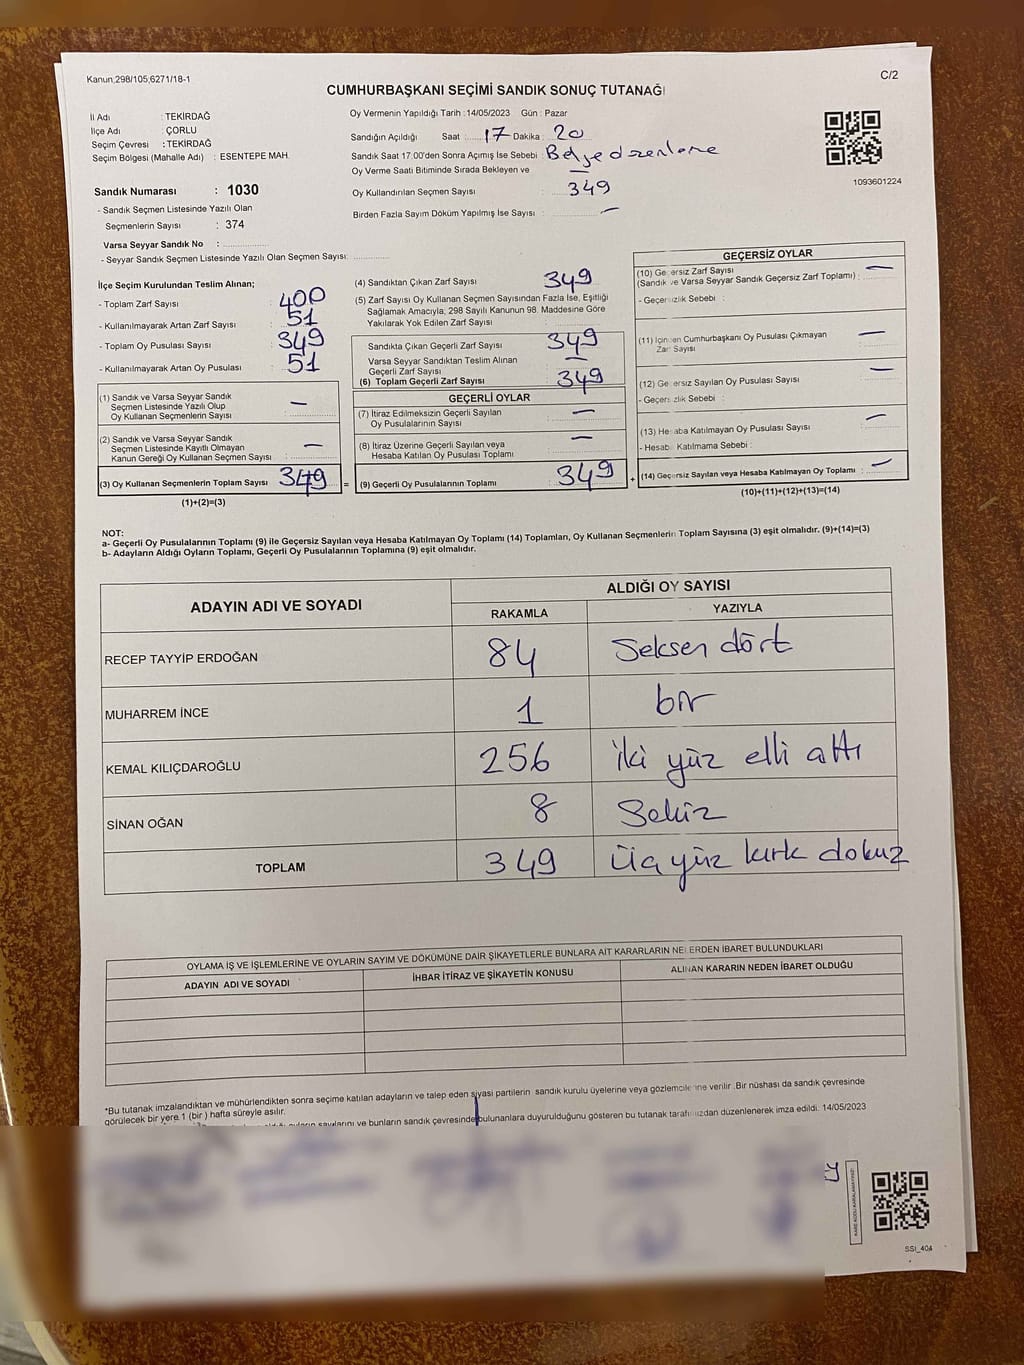 Kanun,298/105,6271/18-1
C/2
CUMHURBAŞKANI SEÇİMİ SANDIK SONUÇ TUTANAĞI
İl Adı : TEKİRDAĞ
İlçe Adı : ÇORLU
Seçim Çevresi : TEKİRDAĞ
Seçim Bölgesi (Mahalle Adı) : ESENTEPE MAH.
Sandık Numarası : 1030
- Sandık Seçmen Listesinde Yazılı Olan
Seçmenlerin Sayısı : 374
Varsa Seyyar Sandık No :
- Seyyar Sandık Seçmen Listesinde Yazılı Olan Seçmen Sayısı:
Oy Vermenin Yapıldığı Tarih : 14/05/2023 Gün : Pazar
Sandığın Açıldığı Saat : 17 Dakika : 20
Sandık Saat 17.00'den Sonra Açımış İse Sebebi : Belge düzenleme
Oy Verme Saati Bitiminde Sırada Bekleyen ve
Oy Kullandırılan Seçmen Sayısı : 349
Birden Fazla Sayım Döküm Yapılmış İse Sayısı : —
1093601224
İlçe Seçim Kurulundan Teslim Alınan;
- Toplam Zarf Sayısı : 400
- Kullanılmayarak Artan Zarf Sayısı : 51
- Toplam Oy Pusulası Sayısı : 349
- Kullanılmayarak Artan Oy Pusulası : 51
(1) Sandık ve Varsa Seyyar Sandık
Seçmen Listesinde Yazılı Olup
Oy Kullanan Seçmenlerin Sayısı : —
(2) Sandık ve Varsa Seyyar Sandık
Seçmen Listesinde Kayıtlı Olmayan
Kanun Gereği Oy Kullanan Seçmen Sayısı : —
(3) Oy Kullanan Seçmenlerin Toplam Sayısı : 349
(1)+(2)=(3)
=
(4) Sandıktan Çıkan Zarf Sayısı : 349
(5) Zarf Sayısı Oy Kullanan Seçmen Sayısından Fazla İse, Eşitliği
Sağlamak Amacıyla; 298 Sayılı Kanunun 98. Maddesine Göre
Yakılarak Yok Edilen Zarf Sayısı :
Sandıkta Çıkan Geçerli Zarf Sayısı : 349
Varsa Seyyar Sandıktan Teslim Alınan
Geçerli Zarf Sayısı : —
(6) Toplam Geçerli Zarf Sayısı : 349
GEÇERLİ OYLAR
(7) İtiraz Edilmeksizin Geçerli Sayılan
Oy Pusulalarının Sayısı : —
(8) İtiraz Üzerine Geçerli Sayılan veya
Hesaba Katılan Oy Pusulası Toplamı : —
(9) Geçerli Oy Pusulalarının Toplamı : 349
+
GEÇERSİZ OYLAR
(10) Geçersiz Zarf Sayısı
(Sandık ve Varsa Seyyar Sandık Geçersiz Zarf Toplamı) : —
- Geçersizlik Sebebi :
(11) İçinden Cumhurbaşkanı Oy Pusulası Çıkmayan
Zarf Sayısı : —
(12) Geçersiz Sayılan Oy Pusulası Sayısı : —
- Geçersizlik Sebebi :
(13) Hesaba Katılmayan Oy Pusulası Sayısı : —
- Hesaba Katılmama Sebebi :
(14) Geçersiz Sayılan veya Hesaba Katılmayan Oy Toplamı : —
(10)+(11)+(12)+(13)=(14)
NOT:
a- Geçerli Oy Pusulalarının Toplamı (9) ile Geçersiz Sayılan veya Hesaba Katılmayan Oy Toplamı (14) Toplamları, Oy Kullanan Seçmenlerin Toplam Sayısına (3) eşit olmalıdır. (9)+(14)=(3)
b- Adayların Aldığı Oyların Toplamı, Geçerli Oy Pusulalarının Toplamına (9) eşit olmalıdır.
ADAYIN ADI VE SOYADI
ALDIĞI OY SAYISI
RAKAMLA YAZIYLA
RECEP TAYYİP ERDOĞAN 84 Seksen dört
MUHARREM İNCE 1 bir
KEMAL KILIÇDAROĞLU 256 iki yüz elli altı
SİNAN OĞAN 8 Sekiz
TOPLAM 349 Üç yüz kırk dokuz
OYLAMA İŞ VE İŞLEMLERİNE VE OYLARIN SAYIM VE DÖKÜMÜNE DAİR ŞİKAYETLERLE BUNLARA AİT KARARLARIN NELERDEN İBARET BULUNDUKLARI
ADAYIN ADI VE SOYADI İHBAR İTİRAZ VE ŞİKAYETİN KONUSU ALINAN KARARIN NEDEN İBARET OLDUĞU
*Bu tutanak imzalandıktan ve mühürlendikten sonra seçime katılan adayların ve talep eden siyasi partilerin sandık kurulu üyelerine veya gözlemcilerine verilir .Bir nüshası da sandık çevresinde
görülecek bir yere 1 (bir ) hafta süreyle asılır.
ve bunların sandık çevresinde bulunanlara duyurulduğunu gösteren bu tutanak tarafımızdan düzenlenerek imza edildi. 14/05/2023
SSI_404